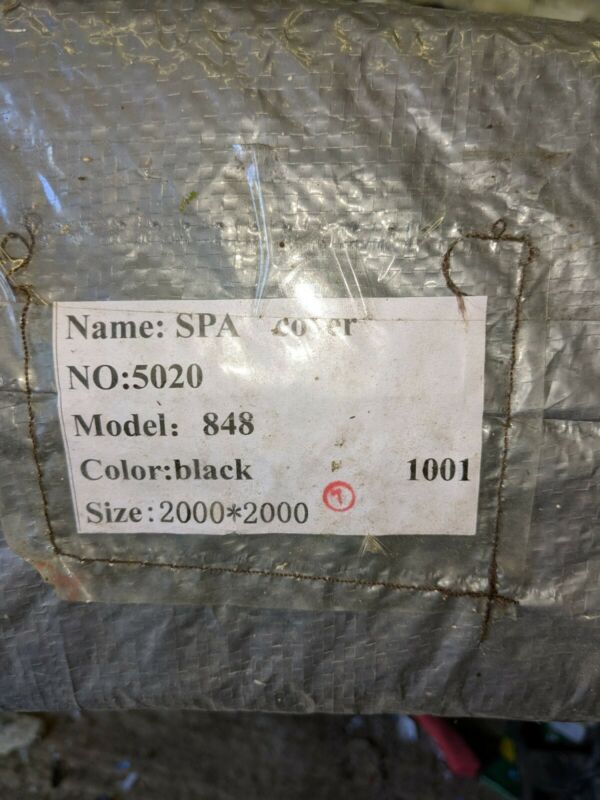 Name: SPA cover
NO:5020
Model: 848
Color:black 1001
Size:2000*2000